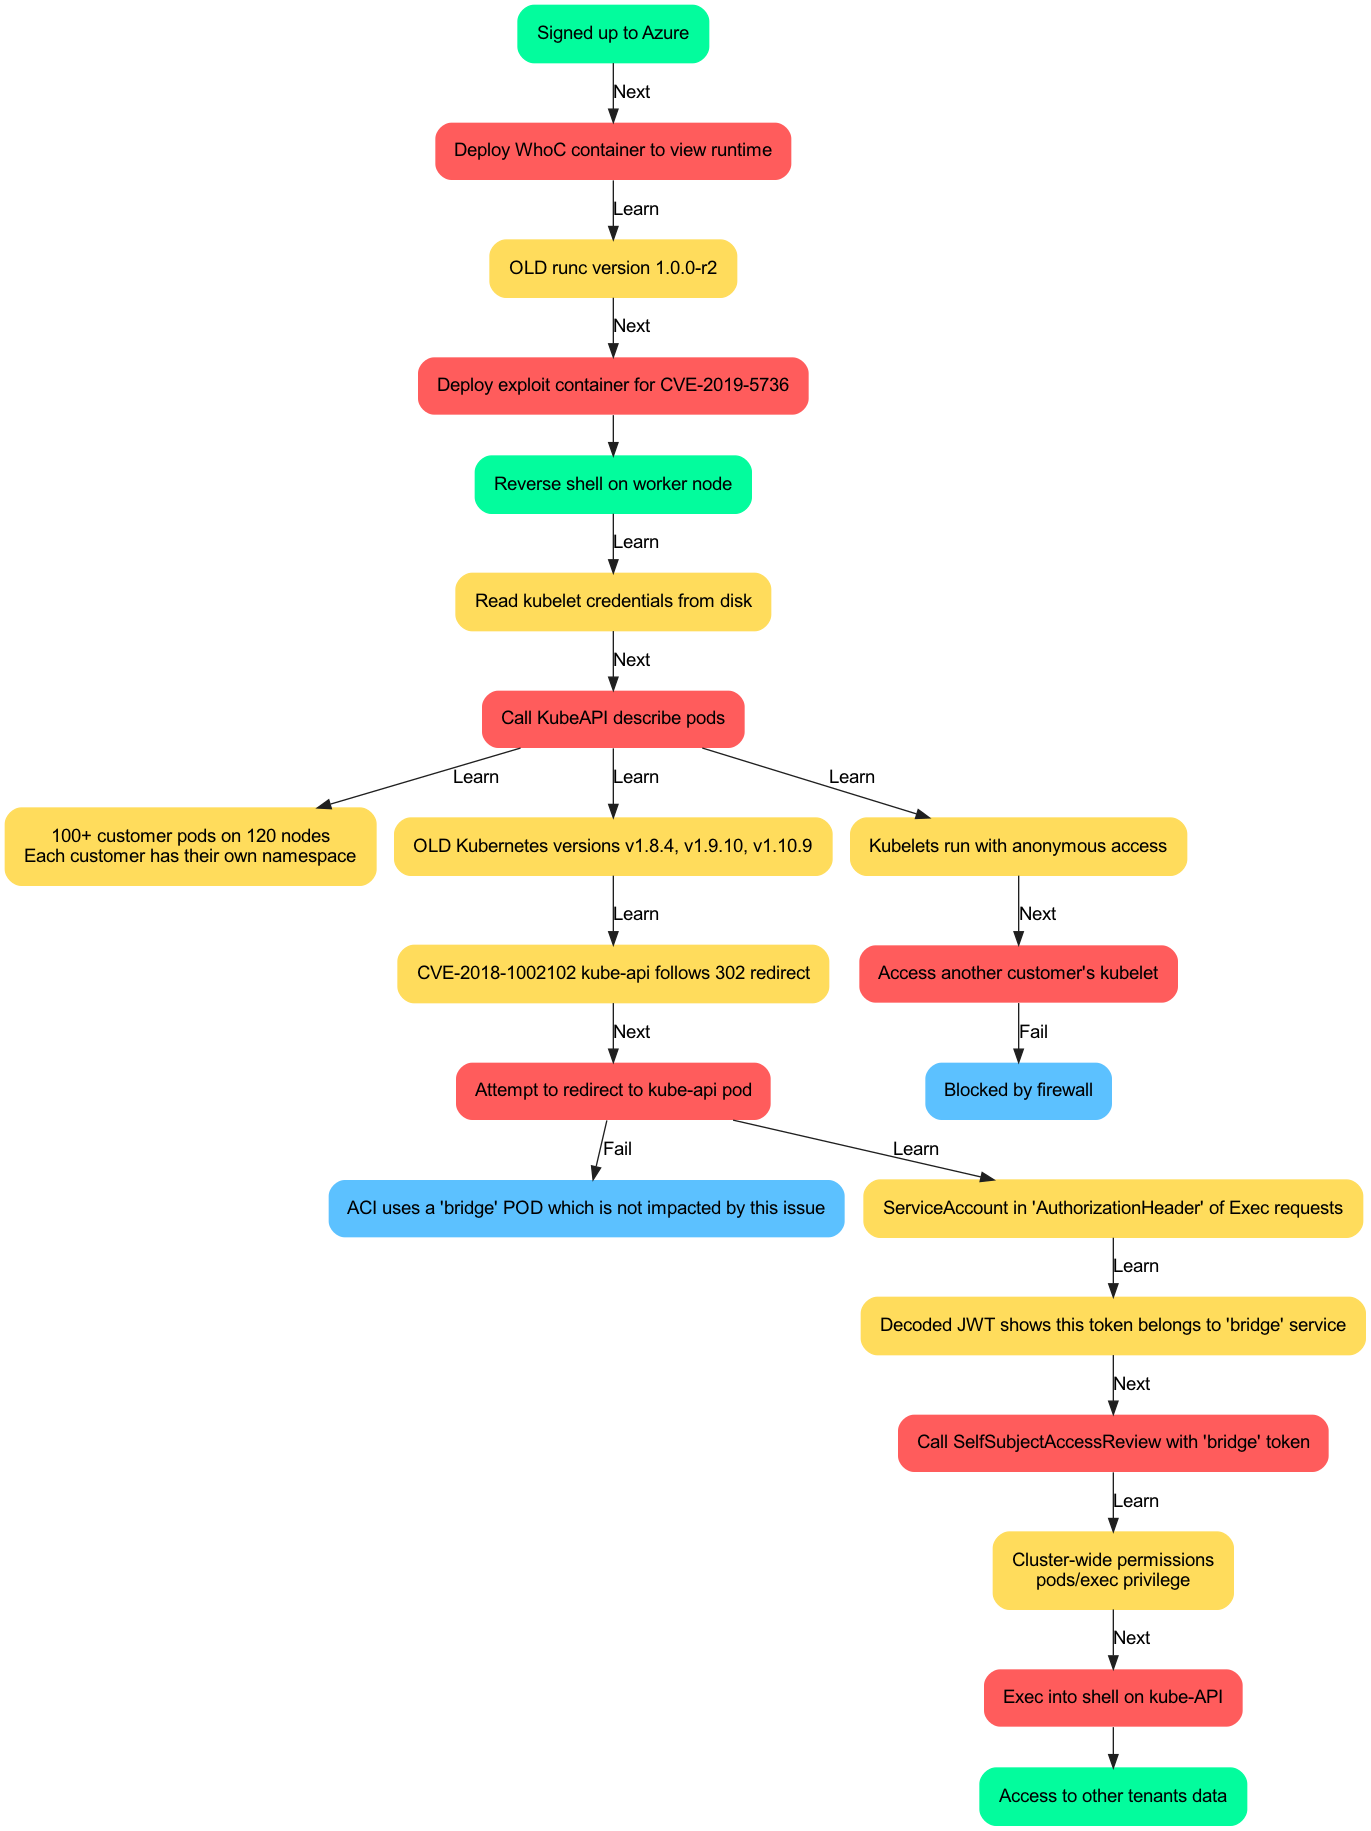 Signed up to Azure
Next
Deploy WhoC container to view runtime
Learn
OLD runc version 1.0.0-r2
Next
Deploy exploit container for CVE-2019-5736
Reverse shell on worker node
Learn
Read kubelet credentials from disk
Next
Call KubeAPI describe pods
Learn
Learn
Learn
100+ customer pods on 120 nodes
Each customer has their own namespace
OLD Kubernetes versions v1.8.4, v1.9.10, v1.10.9
Kubelets run with anonymous access
Learn
Next
CVE-2018-1002102 kube-api follows 302 redirect
Access another customer's kubelet
Next
Fail
Attempt to redirect to kube-api pod
Blocked by firewall
Fail
Learn
ACI uses a 'bridge' POD which is not impacted by this issue
ServiceAccount in 'AuthorizationHeader' of Exec requests
Learn
Decoded JWT shows this token belongs to 'bridge' service
Next
Call SelfSubjectAccessReview with 'bridge' token
Learn
Cluster-wide permissions
pods/exec privilege
Next
Exec into shell on kube-API
Access to other tenants data